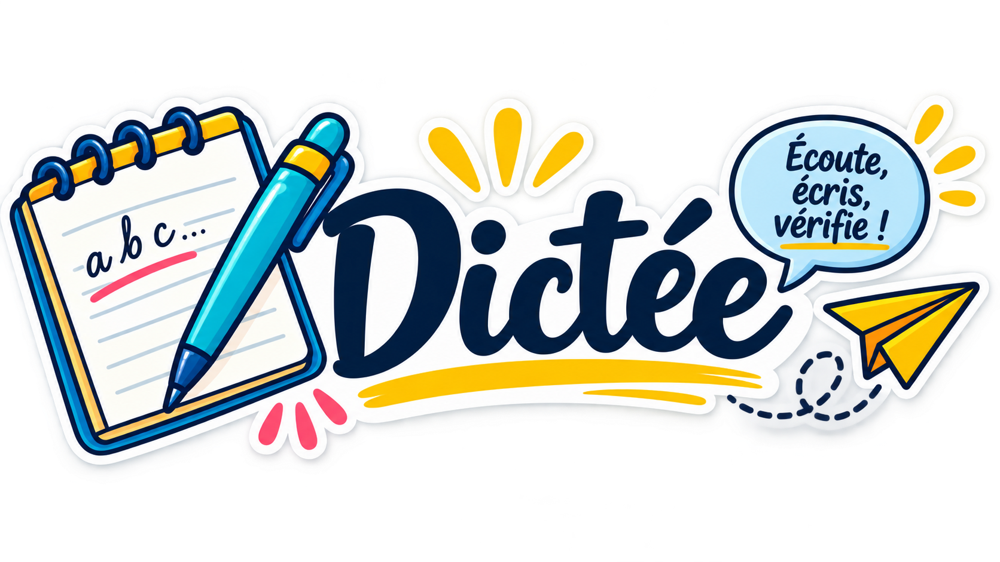 a b c...
Dictée
Écoute,
écris,
vérifie !